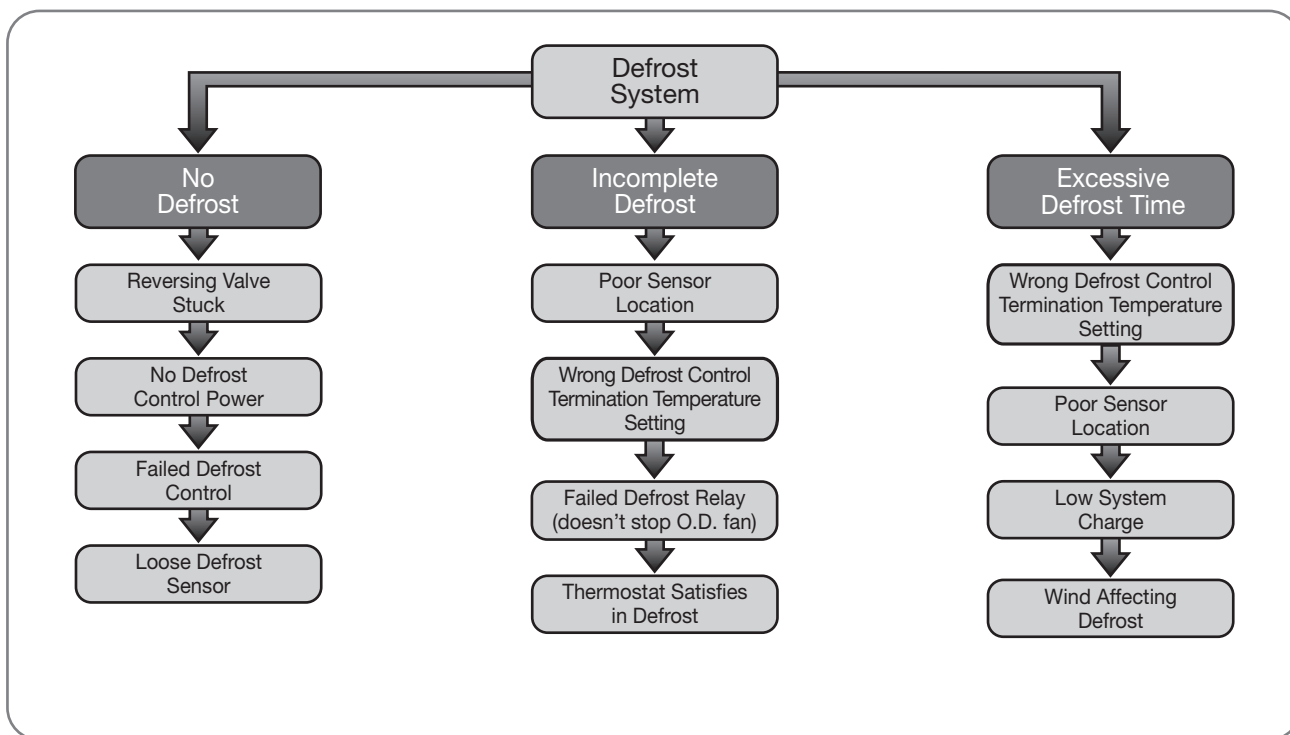 Defrost
System
No
Defrost
Reversing Valve
Stuck
No Defrost
Control Power
Failed Defrost
Control
Loose Defrost
Sensor
Incomplete
Defrost
Poor Sensor
Location
Wrong Defrost Control
Termination Temperature
Setting
Failed Defrost Relay
(doesn't stop O.D. fan)
Thermostat Satisfies
in Defrost
Excessive
Defrost Time
Wrong Defrost Control
Termination Temperature
Setting
Poor Sensor
Location
Low System
Charge
Wind Affecting
Defrost